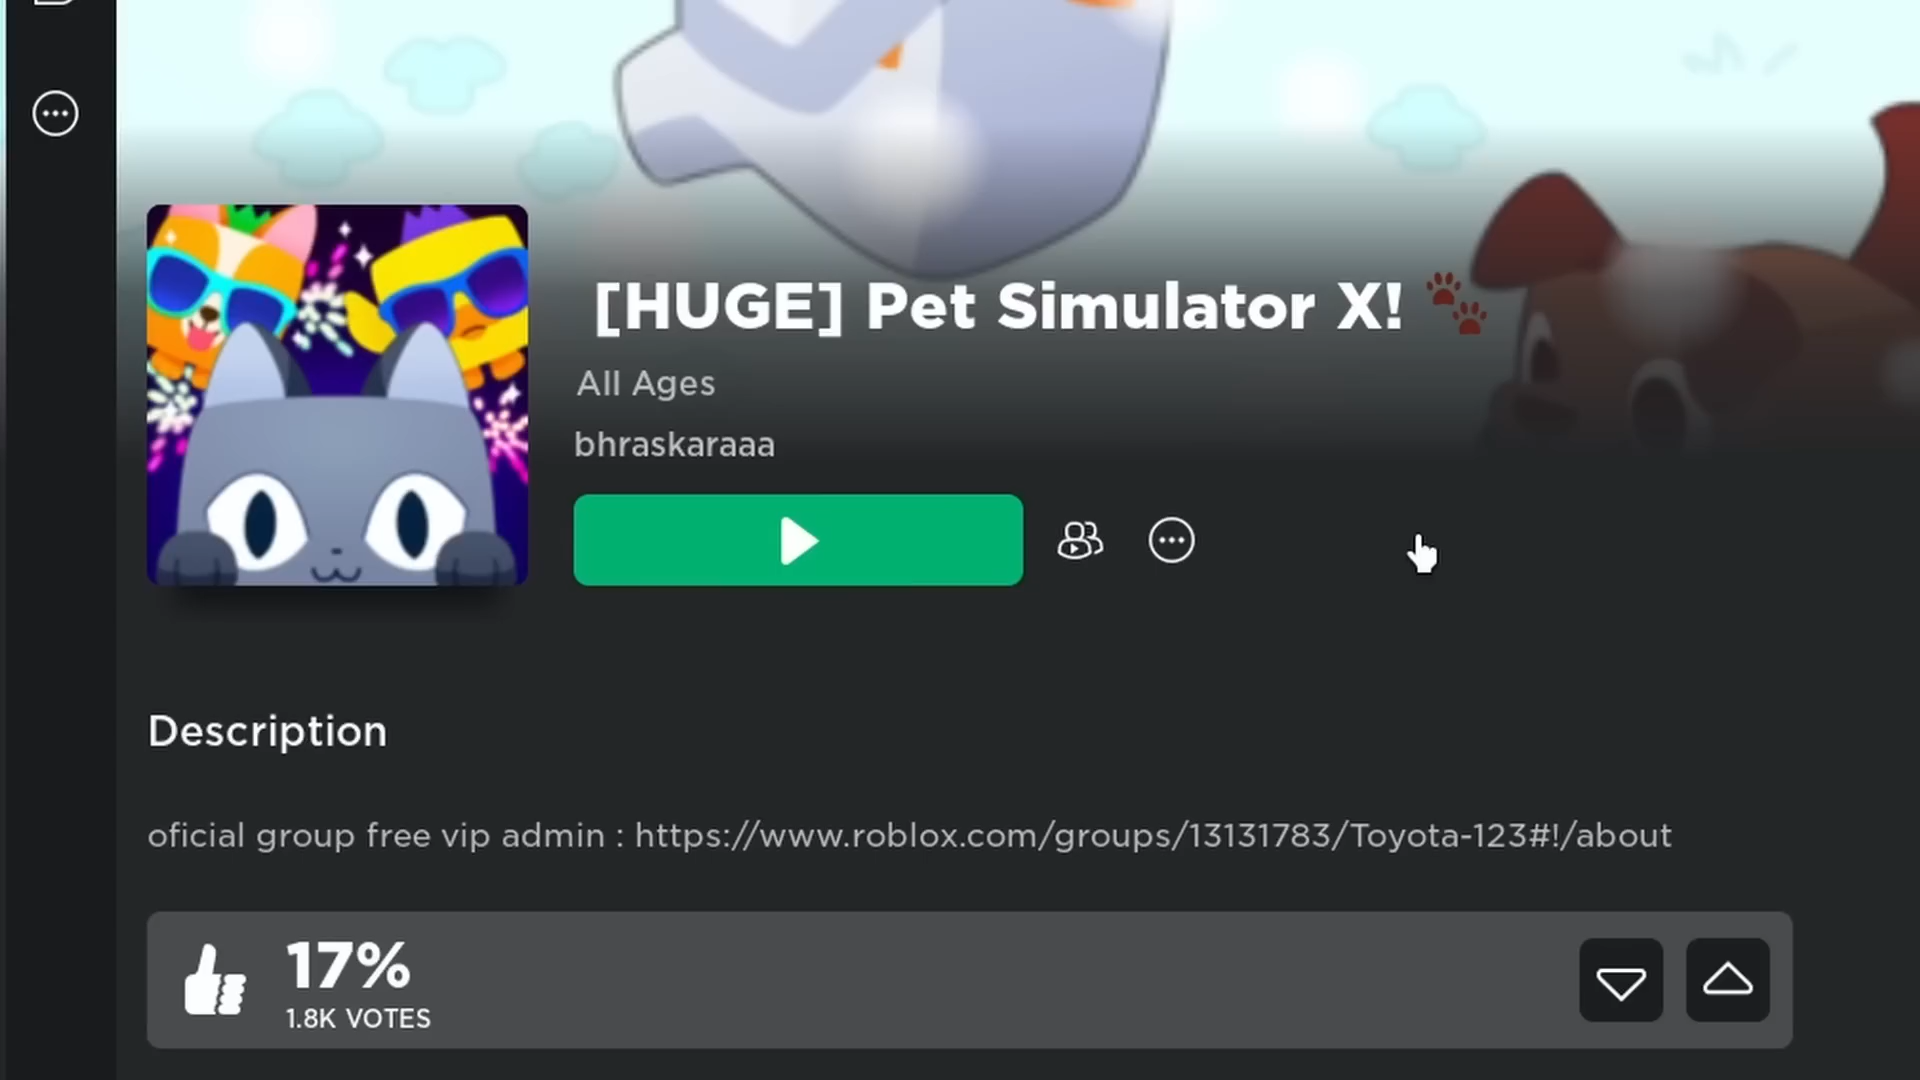 [HUGE] Pet Simulator X! 🐾
All Ages
bhraskaraaa
Description
oficial group free vip admin : https://www.roblox.com/groups/13131783/Toyota-123#!/about
17%
1.8K VOTES